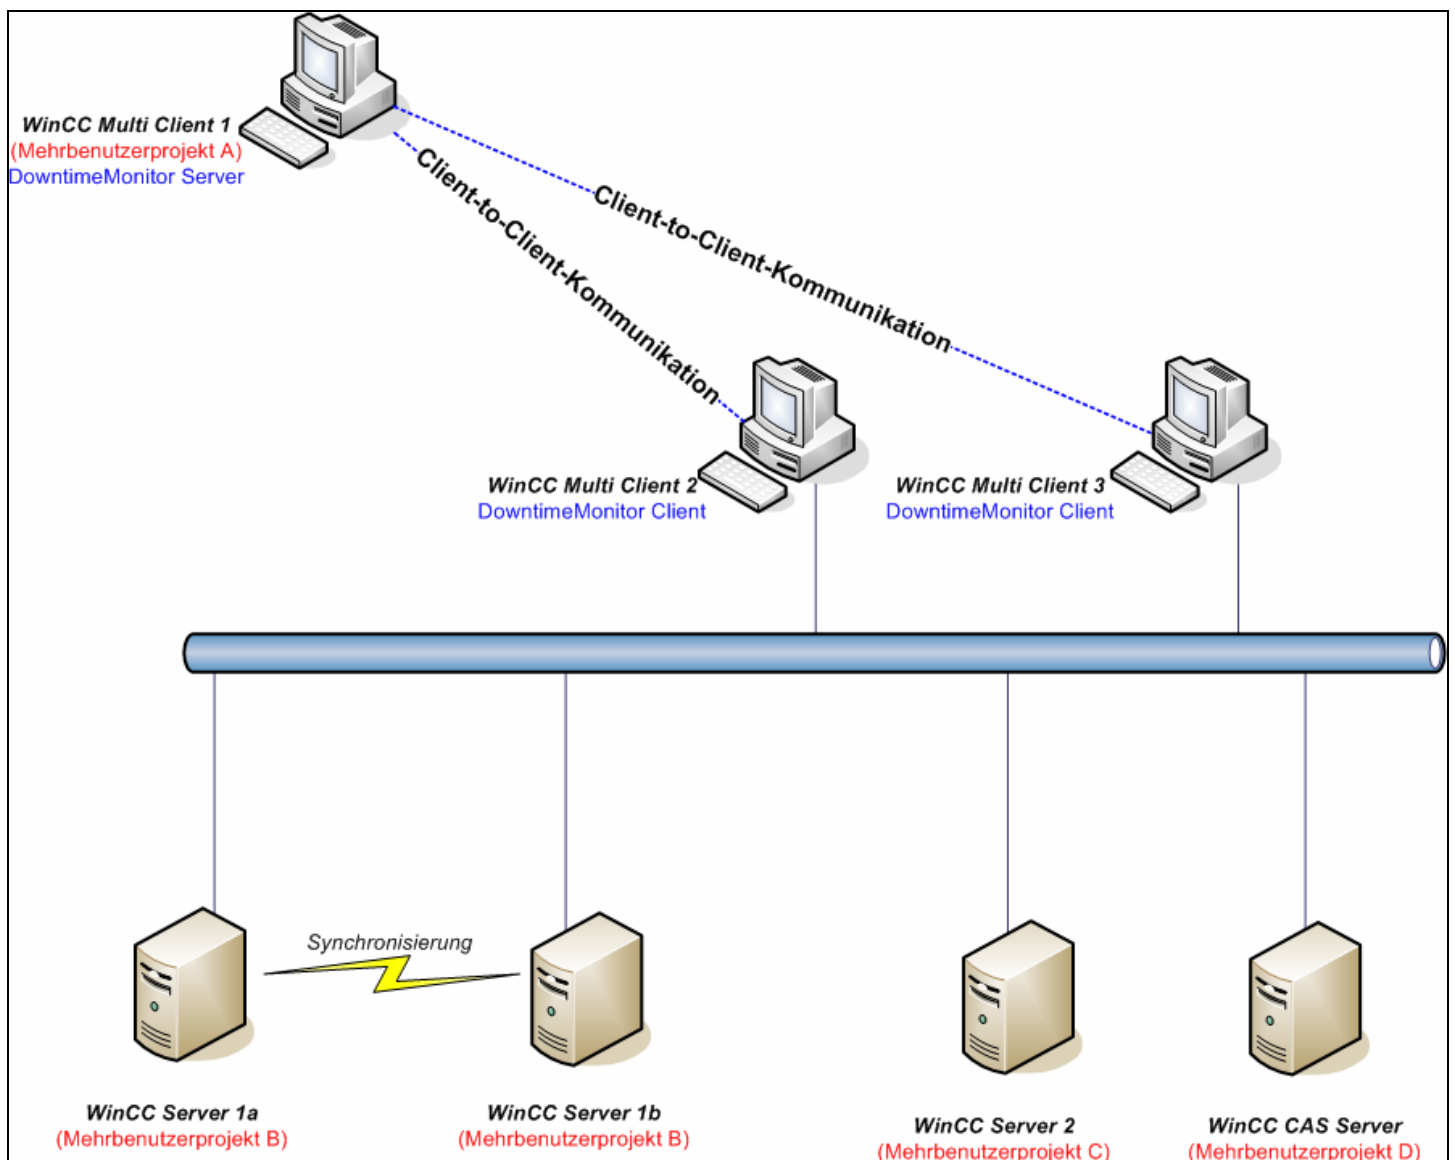 WinCC Multi Client 1
(Mehrbenutzerprojekt A)
DowntimeMonitor Server
Client-to-Client-Kommunikation
Client-to-Client-Kommunikation
WinCC Multi Client 2
DowntimeMonitor Client
WinCC Multi Client 3
DowntimeMonitor Client
Synchronisierung
WinCC Server 1a
(Mehrbenutzerprojekt B)
WinCC Server 1b
(Mehrbenutzerprojekt B)
WinCC Server 2
(Mehrbenutzerprojekt C)
WinCC CAS Server
(Mehrbenutzerprojekt D)